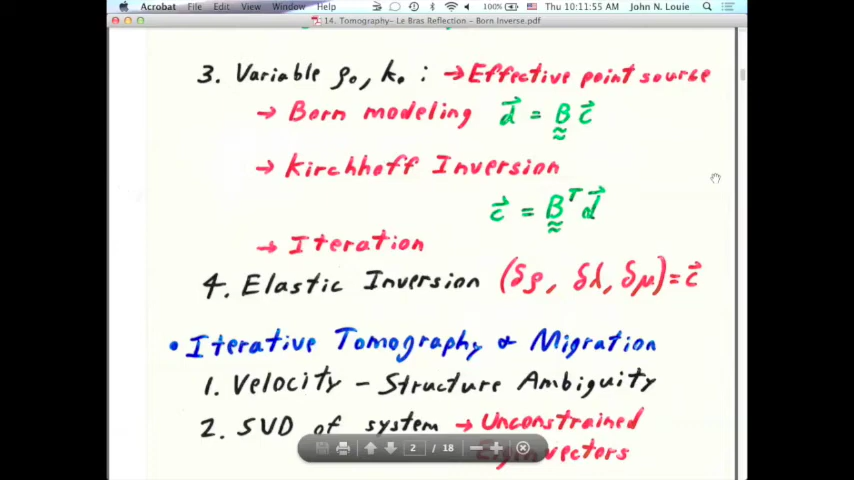 Acrobat File Edit View Window Help 100% Thu 10:11:55 John N. Louie
14. Tomography– Le Bras Reflection – Born Inverse.pdf
3. Variable ρ₀, k₀ : → Effective point source
→ Born modeling d⃗ = B c⃗
→ Kirchhoff Inversion
c⃗ = Bᵀ d⃗
→ Iteration
4. Elastic Inversion (δρ, δλ, δμ) = c⃗
• Iterative Tomography & Migration
1. Velocity – Structure Ambiguity
2. SVD of system → Unconstrained
2 / 18
Eigenvectors